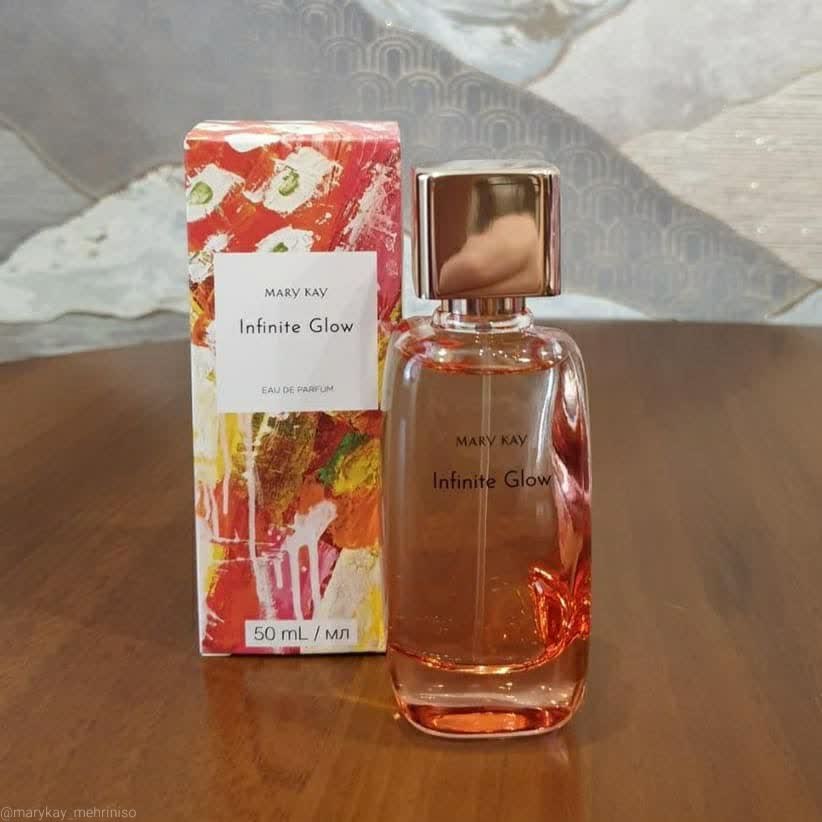 MARY KAY
Infinite Glow
EAU DE PARFUM
50 mL / мл
MARY KAY
Infinite Glow
@marykay_mehriniso